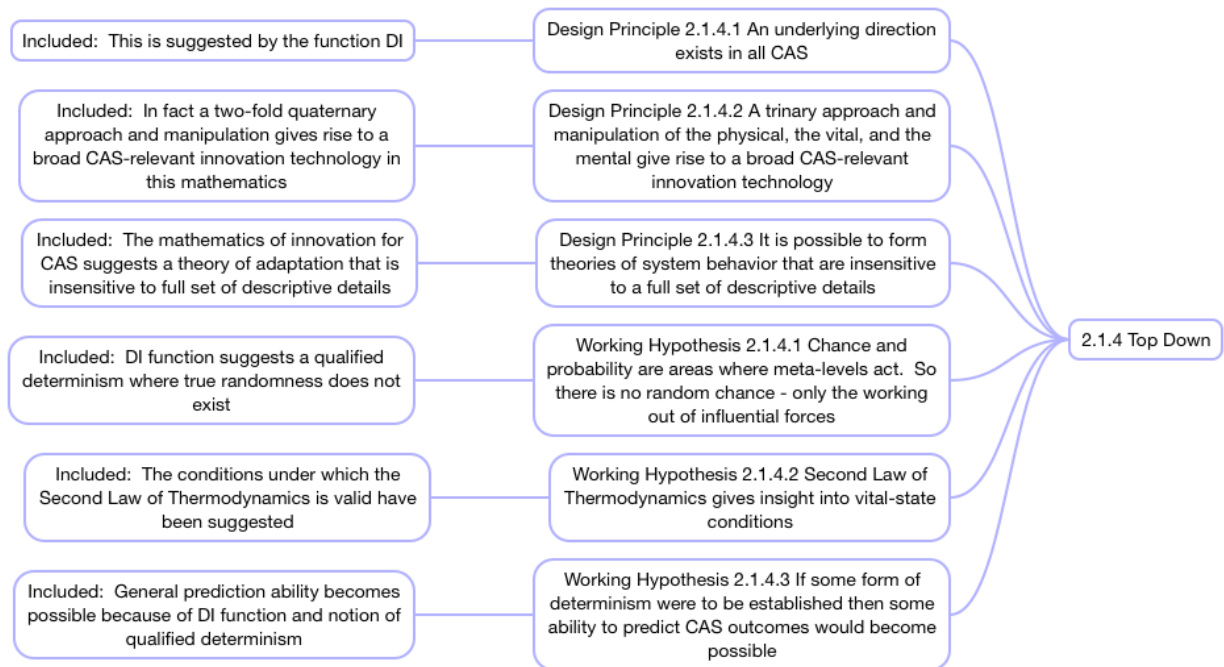 Included:  This is suggested by the function DI
Design Principle 2.1.4.1 An underlying direction
exists in all CAS
Included:  In fact a two-fold quaternary
approach and manipulation gives rise to a
broad CAS-relevant innovation technology in
this mathematics
Design Principle 2.1.4.2 A trinary approach and
manipulation of the physical, the vital, and the
mental give rise to a broad CAS-relevant
innovation technology
Included:  The mathematics of innovation for
CAS suggests a theory of adaptation that is
insensitive to full set of descriptive details
Design Principle 2.1.4.3 It is possible to form
theories of system behavior that are insensitive
to a full set of descriptive details
Included:  DI function suggests a qualified
determinism where true randomness does not
exist
Working Hypothesis 2.1.4.1 Chance and
probability are areas where meta-levels act.  So
there is no random chance - only the working
out of influential forces
Included:  The conditions under which the
Second Law of Thermodynamics is valid have
been suggested
Working Hypothesis 2.1.4.2 Second Law of
Thermodynamics gives insight into vital-state
conditions
Included:  General prediction ability becomes
possible because of DI function and notion of
qualified determinism
Working Hypothesis 2.1.4.3 If some form of
determinism were to be established then some
ability to predict CAS outcomes would become
possible
2.1.4 Top Down